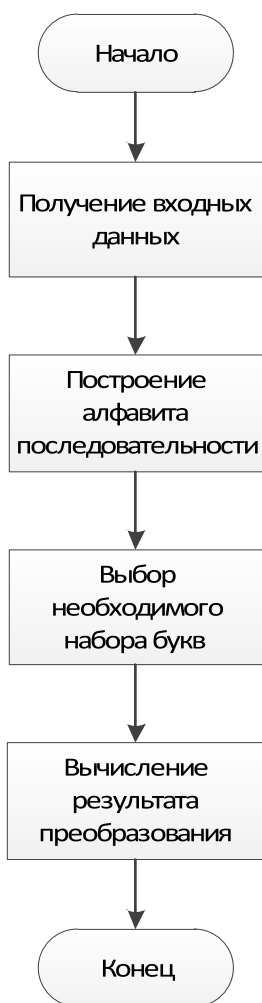 Начало
Получение входных
данных
Построение
алфавита
последовательности
Выбор
необходимого
набора букв
Вычисление
результата
преобразования
Конец